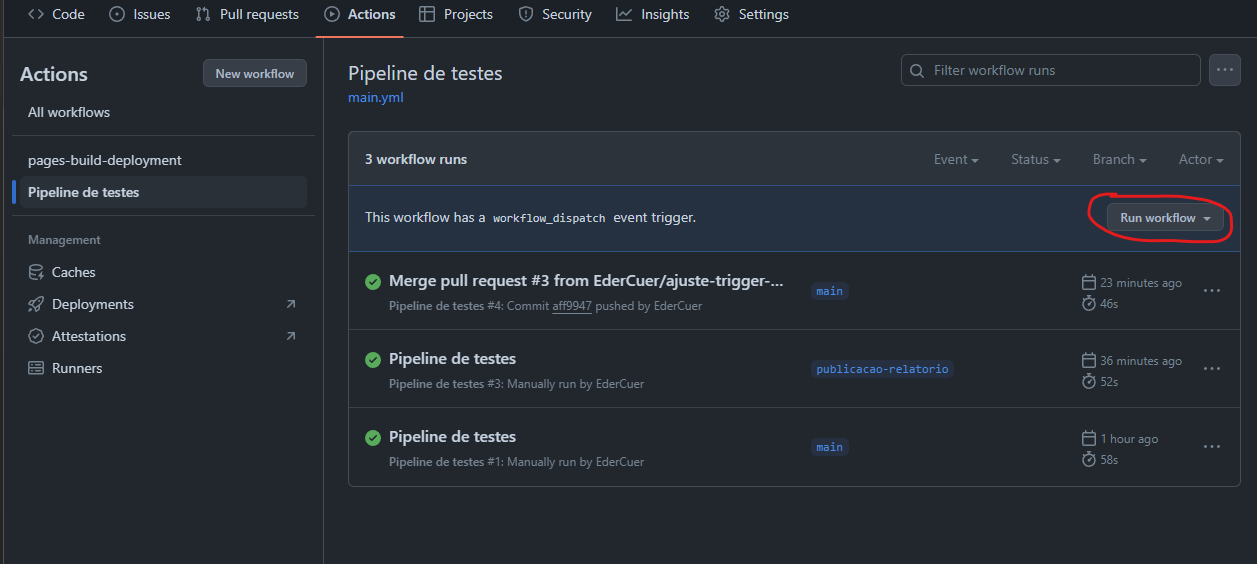 Code Issues Pull requests Actions Projects Security Insights Settings
Actions
New workflow
All workflows
pages-build-deployment
Pipeline de testes
Management
Caches
Deployments
Attestations
Runners
Pipeline de testes
main.yml
Filter workflow runs
3 workflow runs
Event Status Branch Actor
This workflow has a workflow_dispatch event trigger.
Run workflow
Merge pull request #3 from EderCuer/ajuste-trigger-...
Pipeline de testes #4: Commit aff9947 pushed by EderCuer
main
23 minutes ago
46s
Pipeline de testes
Pipeline de testes #3: Manually run by EderCuer
publicacao-relatorio
36 minutes ago
52s
Pipeline de testes
Pipeline de testes #1: Manually run by EderCuer
main
1 hour ago
58s